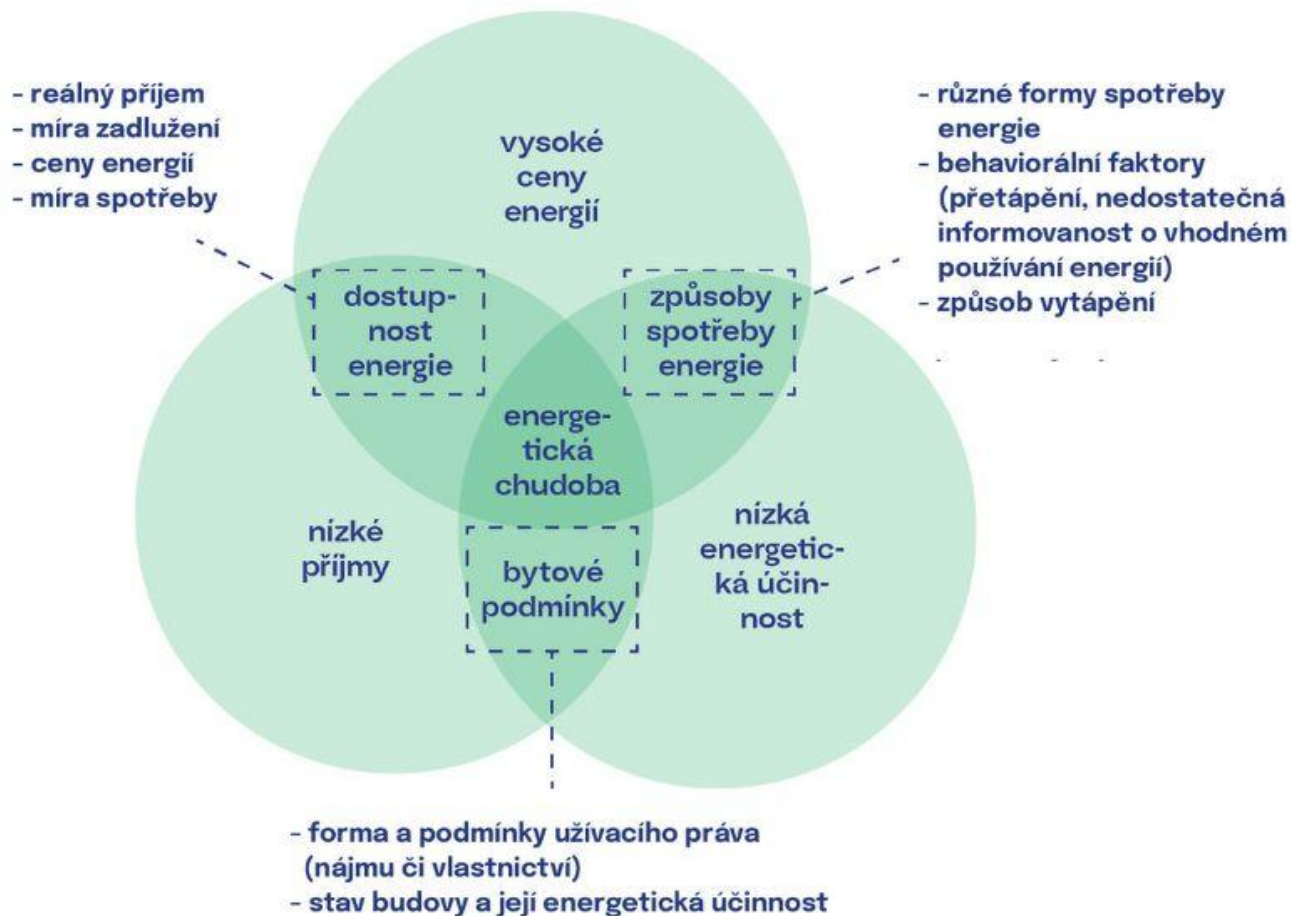 - reálný příjem
- míra zadlužení
- ceny energií
- míra spotřeby
vysoké
ceny
energií
- různé formy spotřeby
energie
- behaviorální faktory
(přetápění, nedostatečná
informovanost o vhodném
používání energií)
- způsob vytápění
dostup-
nost
energie
způsoby
spotřeby
energie
energe-
tická
chudoba
nízké
příjmy
bytové
podmínky
nízká
energetic-
ká účin-
nost
- forma a podmínky užívacího práva
(nájmu či vlastnictví)
- stav budovy a její energetická účinnost